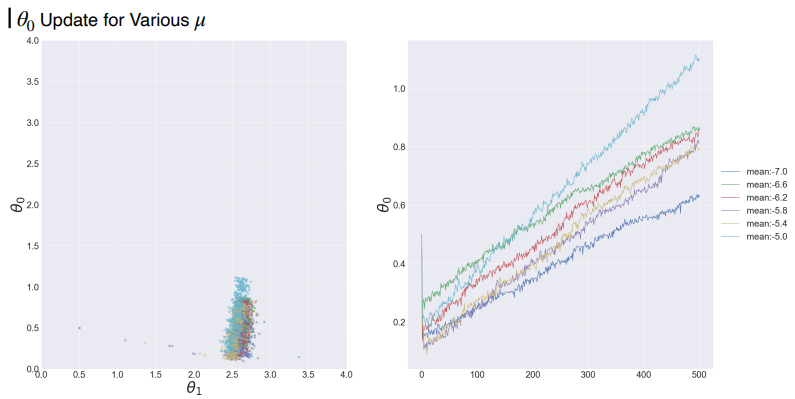 θ0 Update for Various μ
4.0
3.5
3.0
2.5
2.0
1.5
1.0
0.5
0.0
θ0
0.0 0.5 1.0 1.5 2.0 2.5 3.0 3.5 4.0
θ1
1.0
0.8
0.6
0.4
0.2
θ0
0 100 200 300 400 500
mean:-7.0
mean:-6.6
mean:-6.2
mean:-5.8
mean:-5.4
mean:-5.0